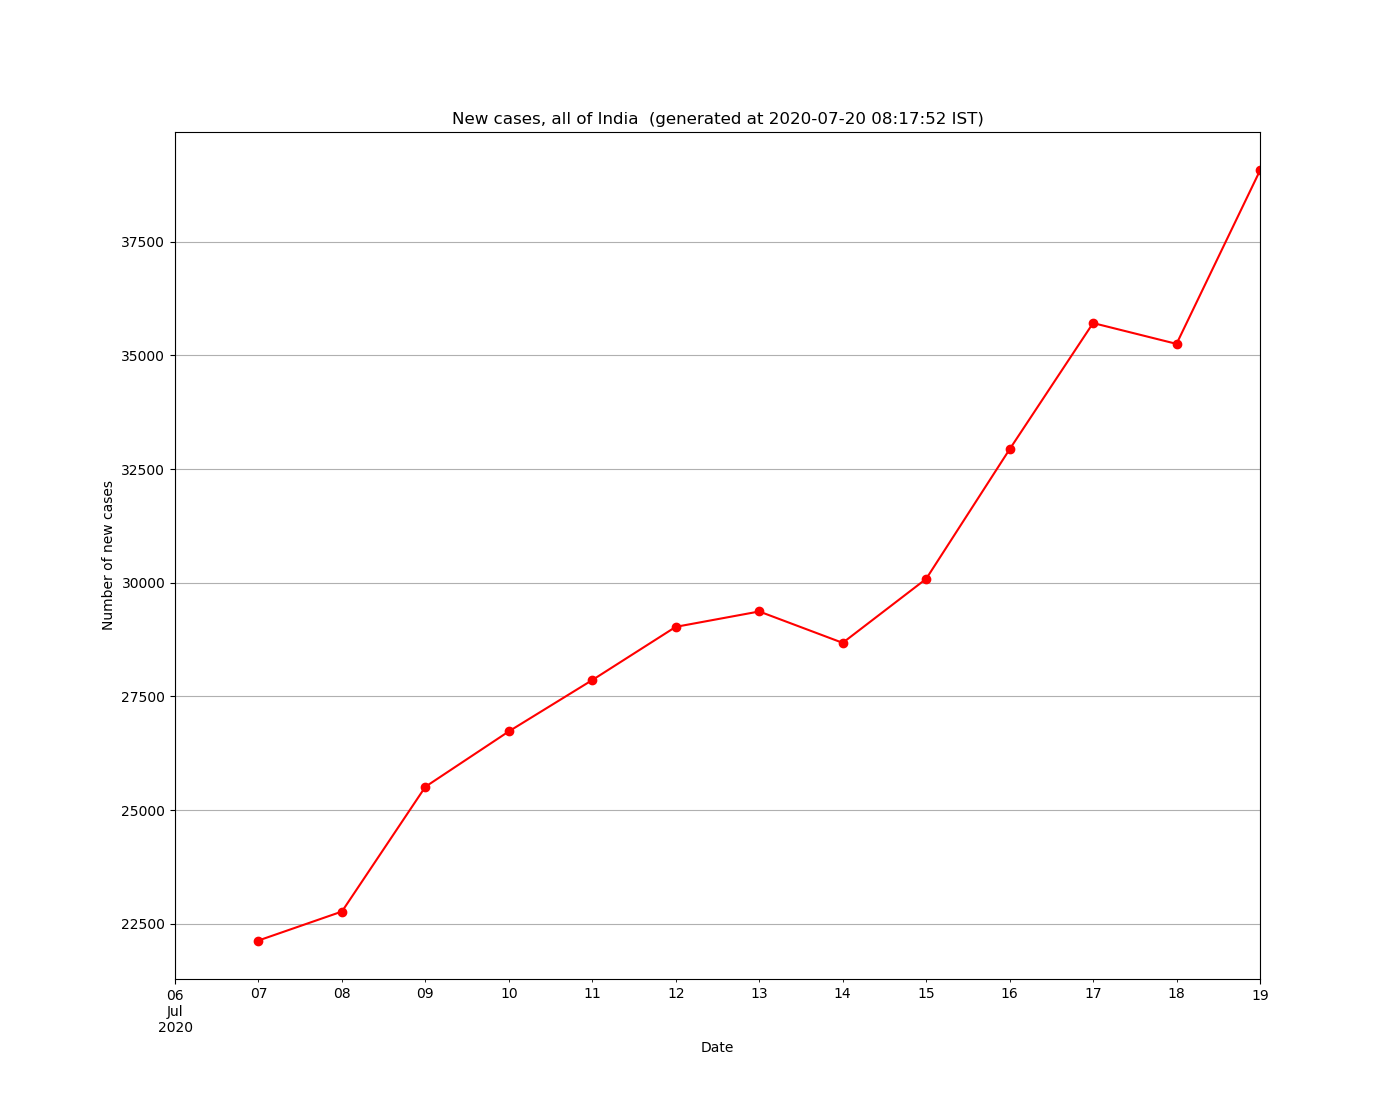 New cases, all of India  (generated at 2020-07-20 08:17:52 IST)
37500
35000
32500
30000
27500
25000
22500
Number of new cases
06 07 08 09 10 11 12 13 14 15 16 17 18 19
Jul
2020
Date